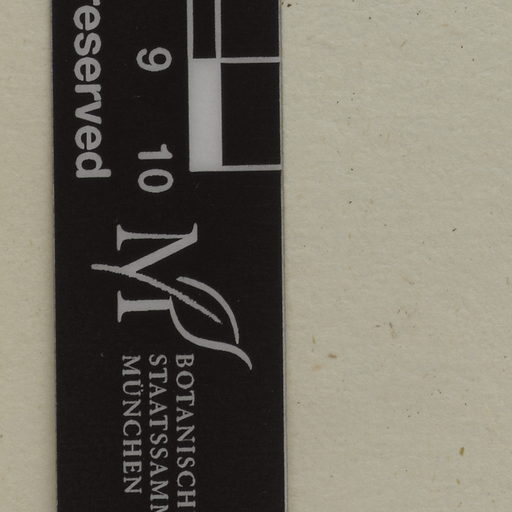 reserved
9 10
M
BOTANISCH
STAATSSAMM
MÜNCHEN